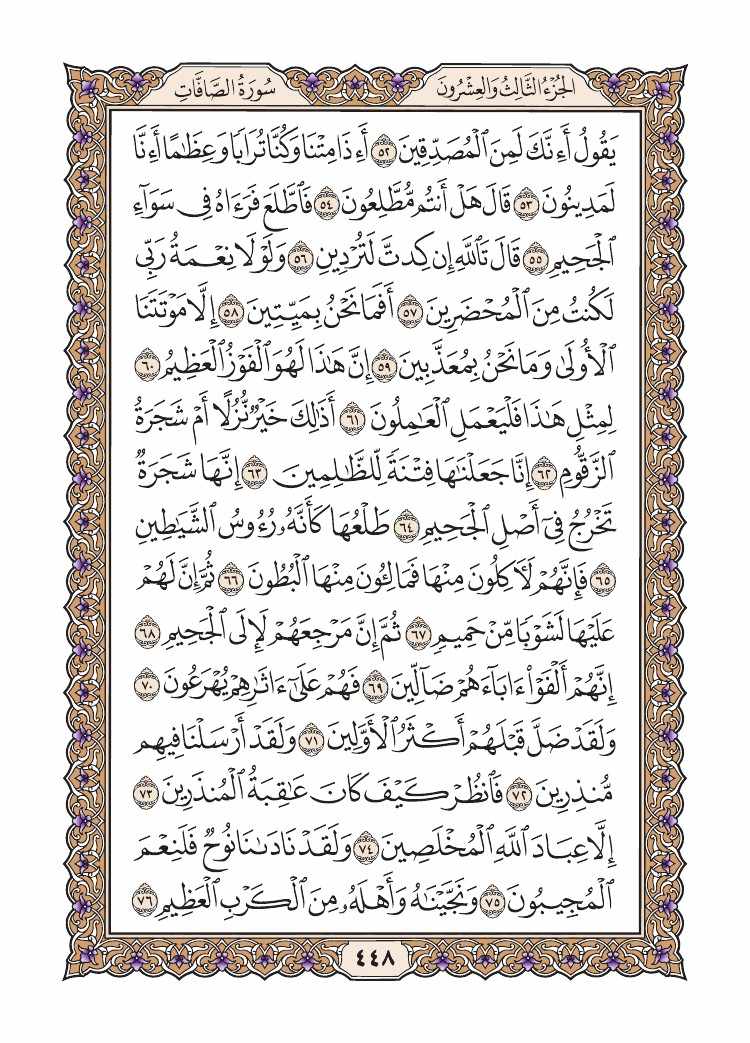 الجُزْءُ الثَّالِثُ وَالعِشْرُونَ
سُورَةُ الصَّافَّاتِ
يَقُولُ أَءِنَّكَ لَمِنَ ٱلْمُصَدِّقِينَ ٥٢ أَءِذَا مِتْنَا وَكُنَّا تُرَابًا وَعِظَٰمًا أَءِنَّا
لَمَدِينُونَ ٥٣ قَالَ هَلْ أَنتُم مُّطَّلِعُونَ ٥٤ فَٱطَّلَعَ فَرَءَاهُ فِى سَوَآءِ
ٱلْجَحِيمِ ٥٥ قَالَ تَٱللَّهِ إِن كِدتَّ لَتُرْدِينِ ٥٦ وَلَوْلَا نِعْمَةُ رَبِّى
لَكُنتُ مِنَ ٱلْمُحْضَرِينَ ٥٧ أَفَمَا نَحْنُ بِمَيِّتِينَ ٥٨ إِلَّا مَوْتَتَنَا
ٱلْأُولَىٰ وَمَا نَحْنُ بِمُعَذَّبِينَ ٥٩ إِنَّ هَٰذَا لَهُوَ ٱلْفَوْزُ ٱلْعَظِيمُ ٦٠
لِمِثْلِ هَٰذَا فَلْيَعْمَلِ ٱلْعَٰمِلُونَ ٦١ أَذَٰلِكَ خَيْرٌ نُّزُلًا أَمْ شَجَرَةُ
ٱلزَّقُّومِ ٦٢ إِنَّا جَعَلْنَٰهَا فِتْنَةً لِّلظَّٰلِمِينَ ٦٣ إِنَّهَا شَجَرَةٌ
تَخْرُجُ فِىٓ أَصْلِ ٱلْجَحِيمِ ٦٤ طَلْعُهَا كَأَنَّهُۥ رُءُوسُ ٱلشَّيَٰطِينِ
٦٥ فَإِنَّهُمْ لَـَٔاكِلُونَ مِنْهَا فَمَالِـُٔونَ مِنْهَا ٱلْبُطُونَ ٦٦ ثُمَّ إِنَّ لَهُمْ
عَلَيْهَا لَشَوْبًا مِّنْ حَمِيمٍ ٦٧ ثُمَّ إِنَّ مَرْجِعَهُمْ لَإِلَى ٱلْجَحِيمِ ٦٨
إِنَّهُمْ أَلْفَوْا۟ ءَابَآءَهُمْ ضَآلِّينَ ٦٩ فَهُمْ عَلَىٰٓ ءَاثَٰرِهِمْ يُهْرَعُونَ ٧٠
وَلَقَدْ ضَلَّ قَبْلَهُمْ أَكْثَرُ ٱلْأَوَّلِينَ ٧١ وَلَقَدْ أَرْسَلْنَا فِيهِم
مُّنذِرِينَ ٧٢ فَٱنظُرْ كَيْفَ كَانَ عَٰقِبَةُ ٱلْمُنذَرِينَ ٧٣
إِلَّا عِبَادَ ٱللَّهِ ٱلْمُخْلَصِينَ ٧٤ وَلَقَدْ نَادَىٰنَا نُوحٌ فَلَنِعْمَ
ٱلْمُجِيبُونَ ٧٥ وَنَجَّيْنَٰهُ وَأَهْلَهُۥ مِنَ ٱلْكَرْبِ ٱلْعَظِيمِ ٧٦
٤٤٨